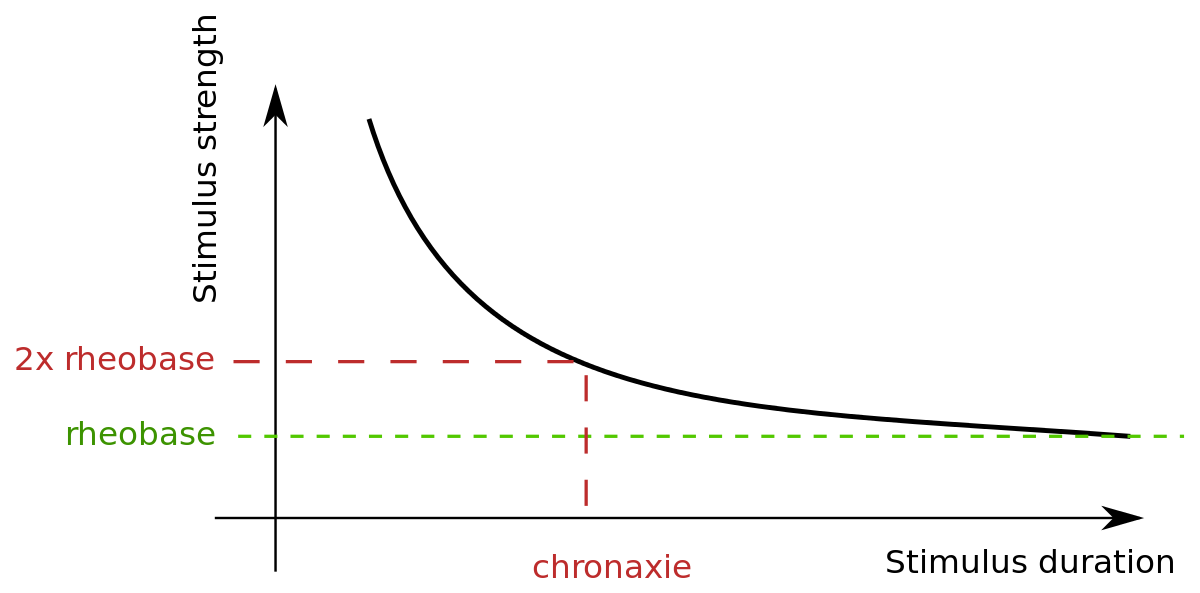 Stimulus strength
2x rheobase
rheobase
chronaxie
Stimulus duration